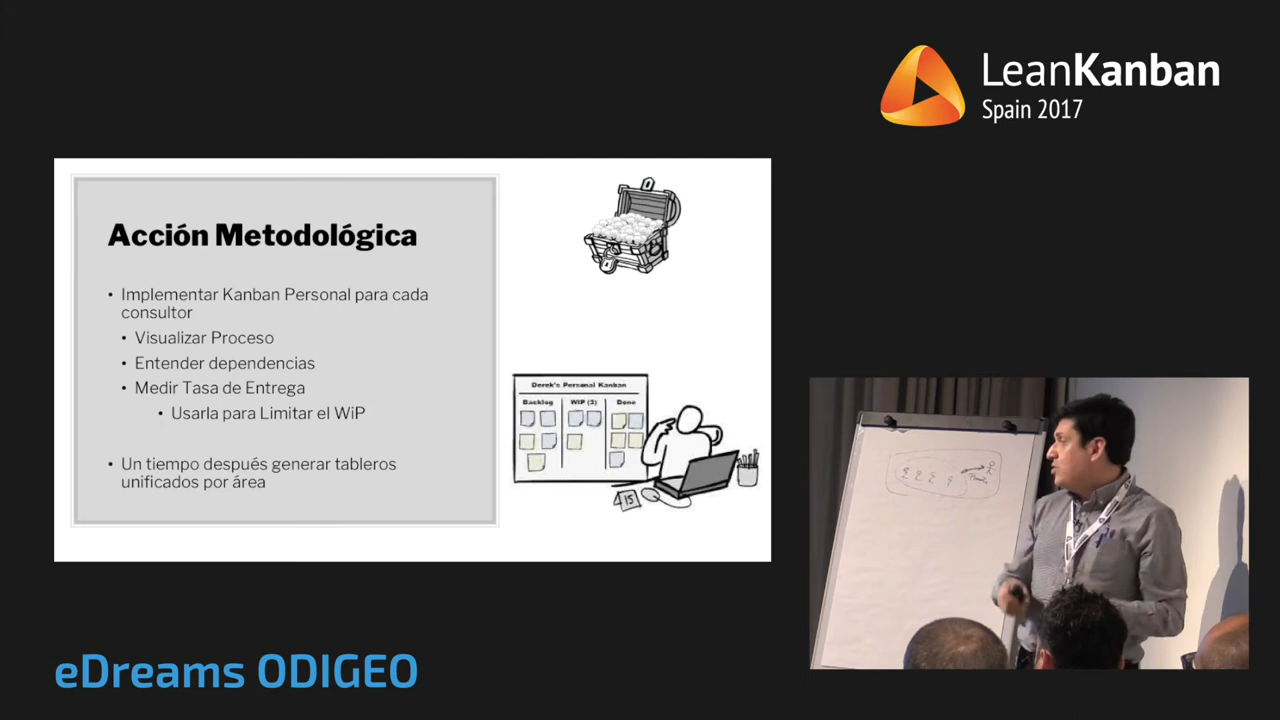 LeanKanban
Spain 2017
Acción Metodológica
• Implementar Kanban Personal para cada
consultor
• Visualizar Proceso
• Entender dependencias
• Medir Tasa de Entrega
• Usarla para Limitar el WiP
• Un tiempo después generar tableros
unificados por área
Derek's Personal Kanban
Backlog WIP (3) Done
15
eDreams ODIGEO